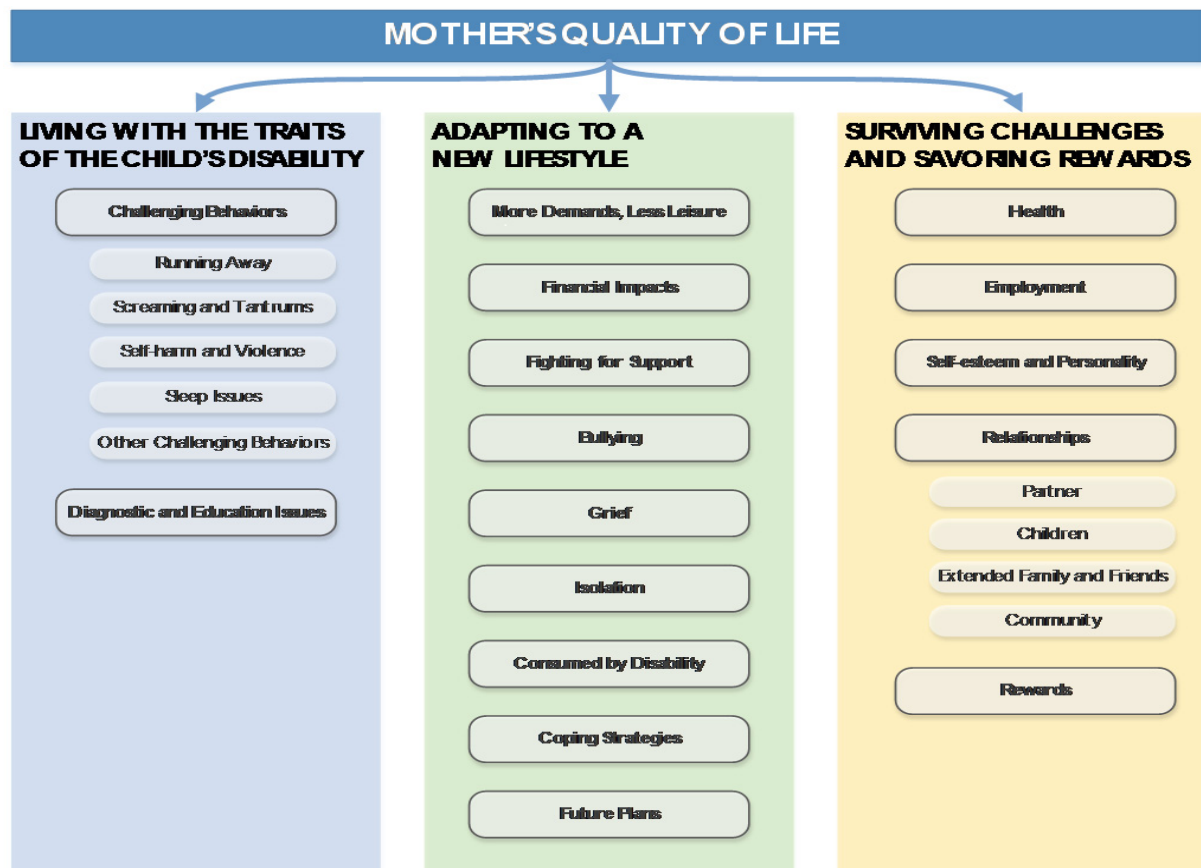 MOTHER'S QUALITY OF LIFE
LIVING WITH THE TRAITS
OF THE CHILD'S DISABILITY
Challenging Behaviors
Running Away
Screaming and Tantrums
Self-harm and Violence
Sleep Issues
Other Challenging Behaviors
Diagnostic and Education Issues
ADAPTING TO A
NEW LIFESTYLE
More Demands, Less Leisure
Financial Impacts
Fighting for Support
Bullying
Grief
Isolation
Consumed by Disability
Coping Strategies
Future Plans
SURVIVING CHALLENGES
AND SAVORING REWARDS
Health
Employment
Self-esteem and Personality
Relationships
Partner
Children
Extended Family and Friends
Community
Rewards